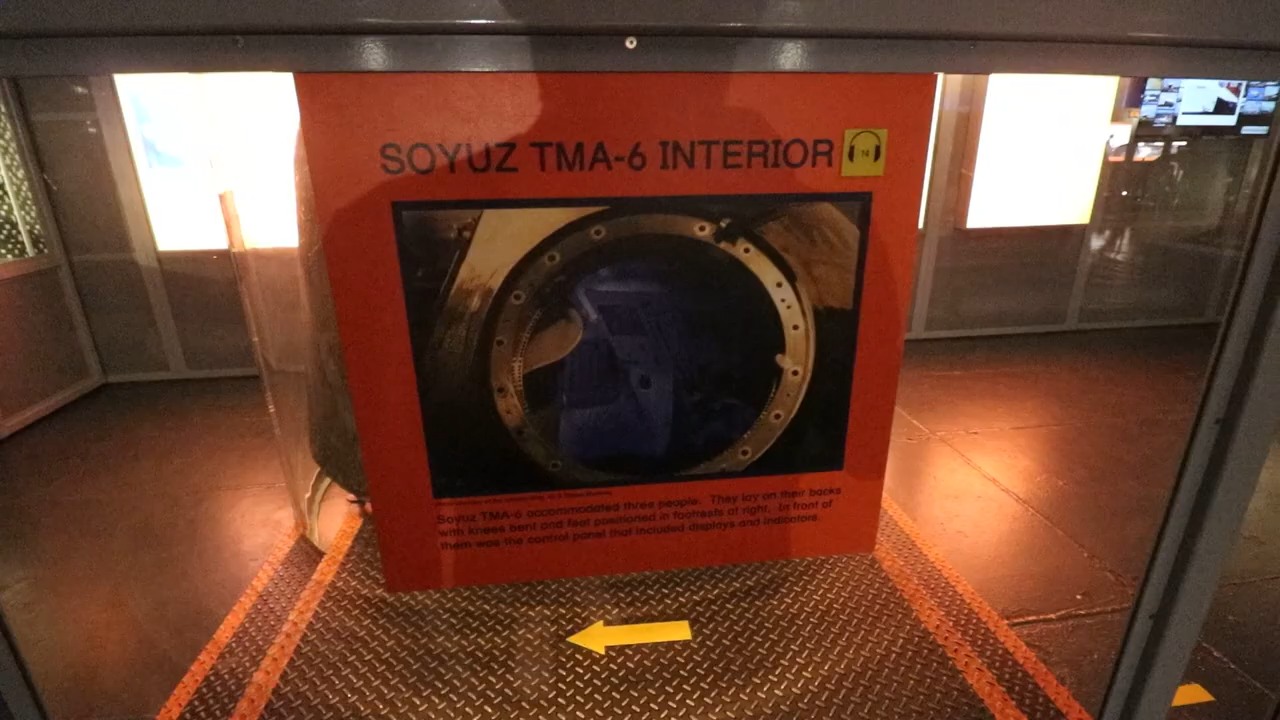 SOYUZ TMA-6 INTERIOR
N
Soyuz TMA-6 accommodated three people. They lay on their backs
with knees bent and feet positioned in footrests at right. In front of
them was the control panel that included displays and indicators.